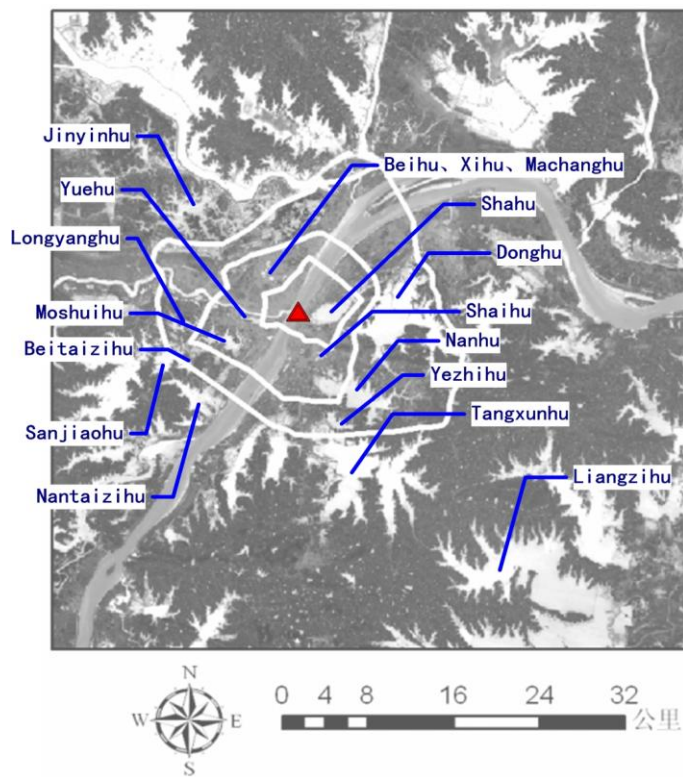 Jinyinhu
Beihu、Xihu、Machanghu
Yuehu
Shahu
Longyanghu
Donghu
Moshuihu
Shaihu
Beitaizihu
Nanhu
Yezhihu
Sanjiaohu
Tangxunhu
Nantaizihu
Liangzihu
N
W
E
S
0 4 8 16 24 32
公里